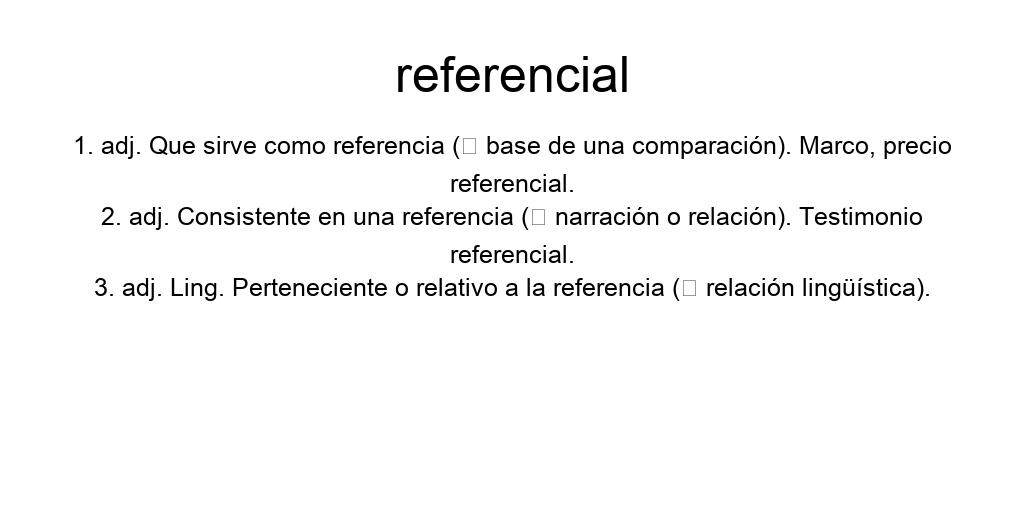 referencial
1. adj. Que sirve como referencia (□ base de una comparación). Marco, precio
referencial.
2. adj. Consistente en una referencia (□ narración o relación). Testimonio
referencial.
3. adj. Ling. Perteneciente o relativo a la referencia (□ relación lingüística).